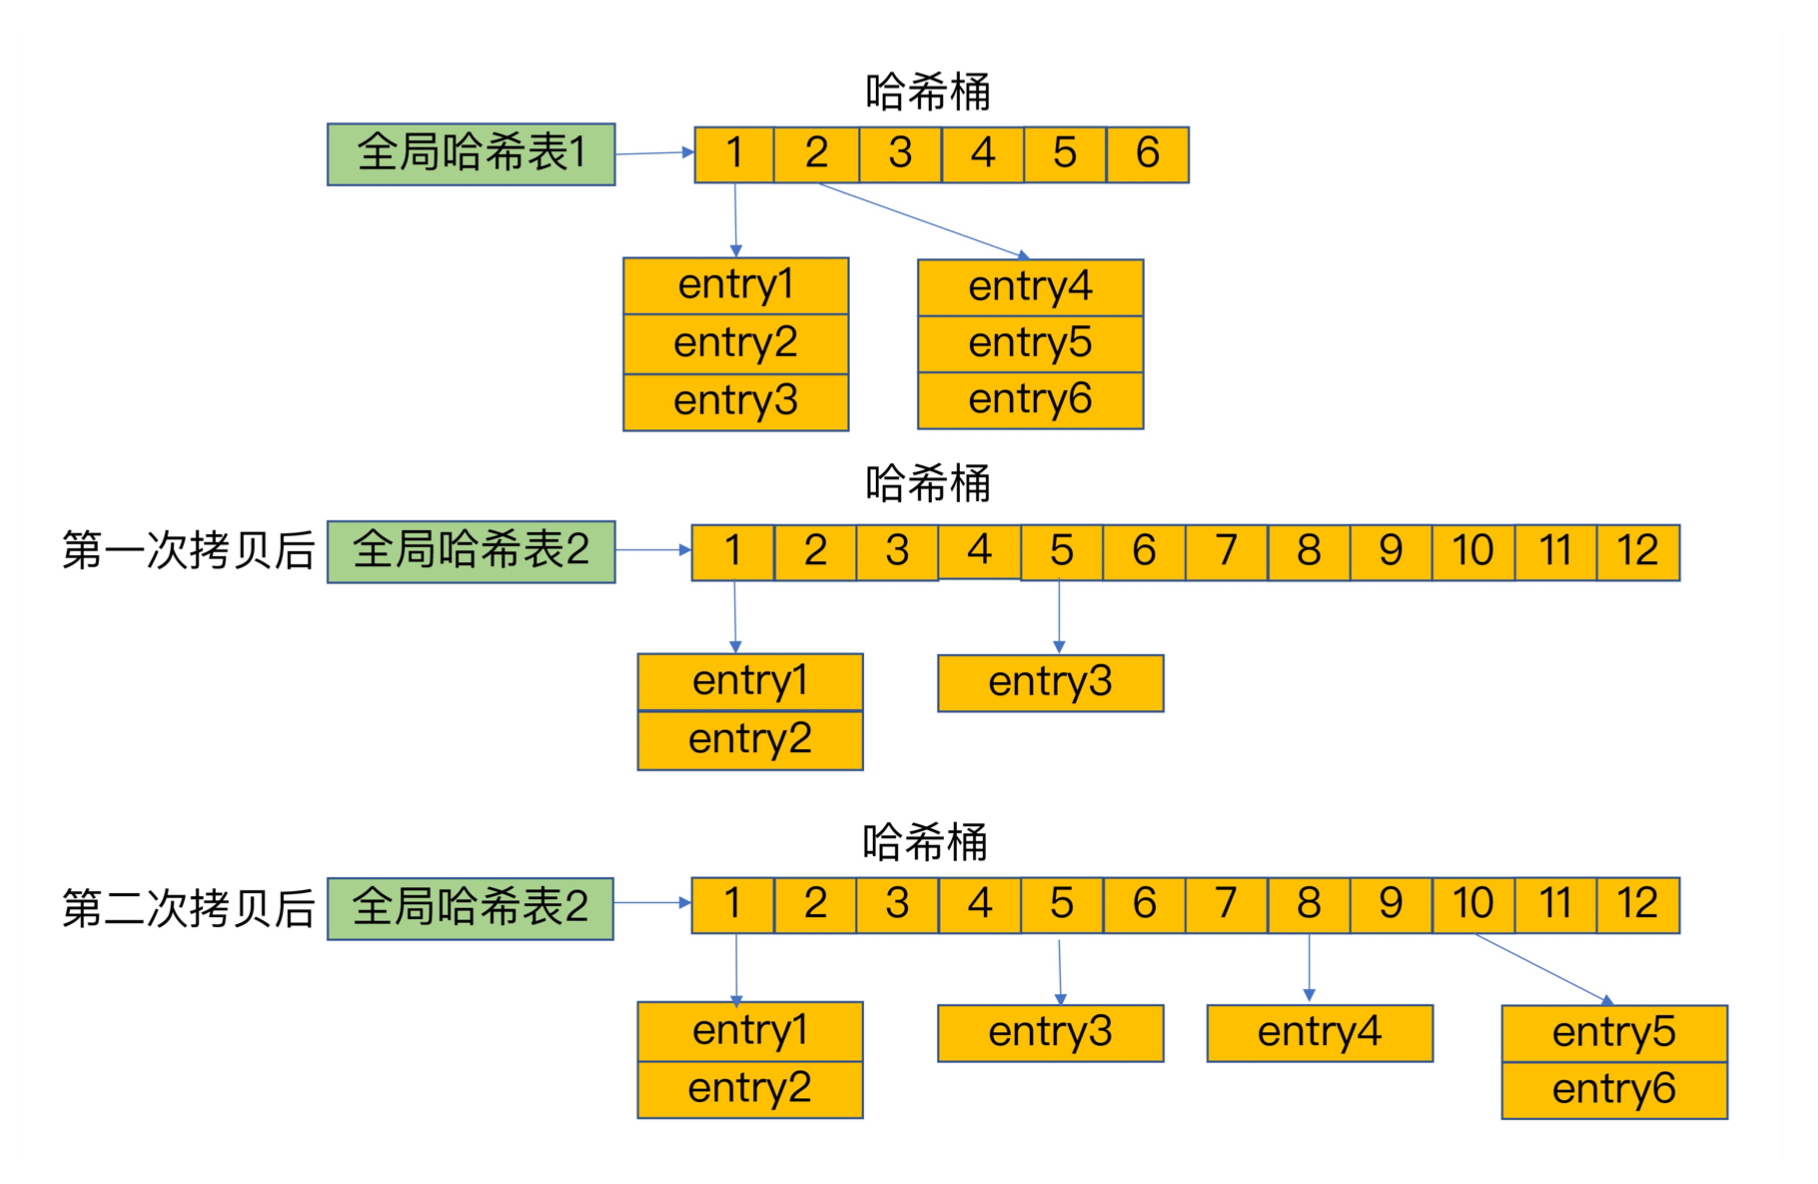 哈希桶
全局哈希表1 1 2 3 4 5 6
entry1 entry4
entry2 entry5
entry3 entry6
哈希桶
第一次拷贝后 全局哈希表2 1 2 3 4 5 6 7 8 9 10 11 12
entry1 entry3
entry2
哈希桶
第二次拷贝后 全局哈希表2 1 2 3 4 5 6 7 8 9 10 11 12
entry1 entry3 entry4 entry5
entry2 entry6